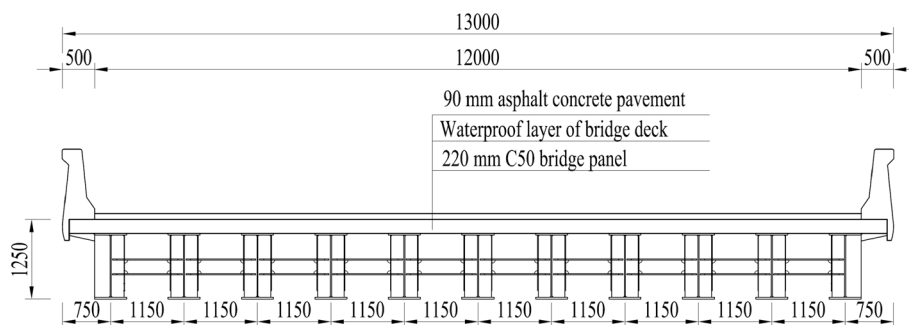 13000
500 12000 500
90 mm asphalt concrete pavement
Waterproof layer of bridge deck
220 mm C50 bridge panel
1250
750 1150 1150 1150 1150 1150 1150 1150 1150 1150 1150 750